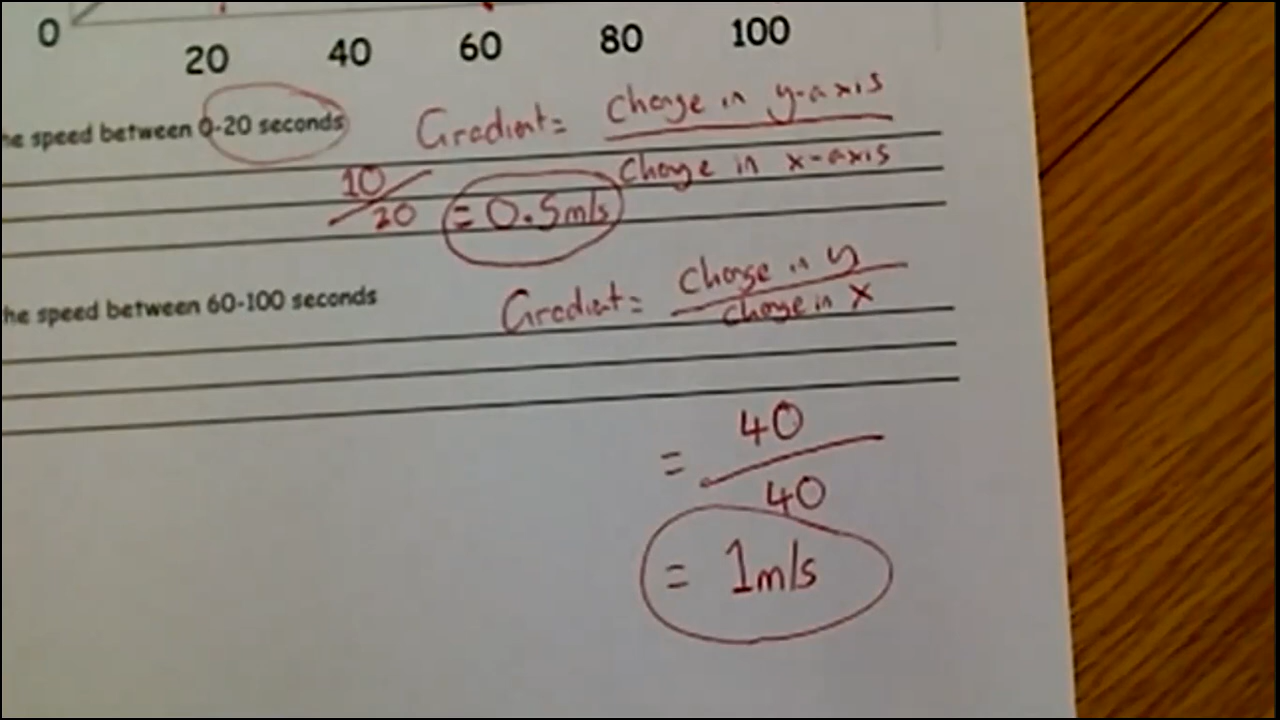 0 20 40 60 80 100
he speed between 0-20 seconds
Gradient = change in y-axis
change in x-axis
10
20
= 0.5m/s
he speed between 60-100 seconds
Gradient = change in y
change in x
= 40
40
= 1m/s